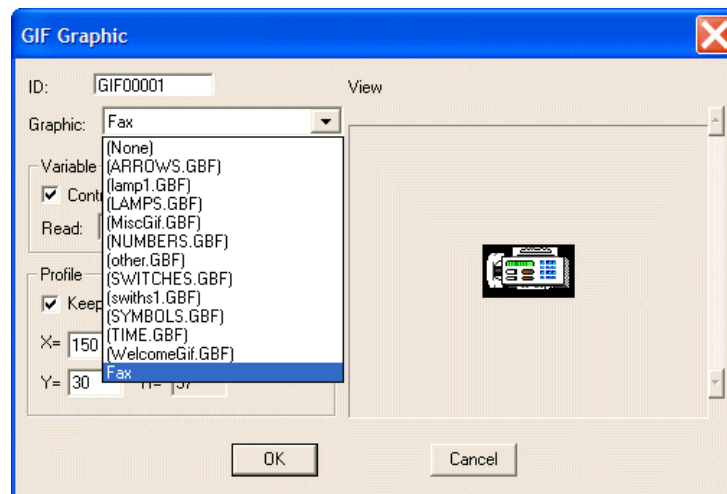 GIF Graphic
ID: GIF00001
View
Graphic: Fax
(None)
(ARROWS.GBF)
(lamp1.GBF)
(LAMPS.GBF)
(MiscGif.GBF)
(NUMBERS.GBF)
(other.GBF)
(SWITCHES.GBF)
(swiths1.GBF)
(SYMBOLS.GBF)
(TIME.GBF)
(WelcomeGif.GBF)
Fax
Variable
Cont
Read:
Profile
Keep
X= 150
Y= 30
OK
Cancel